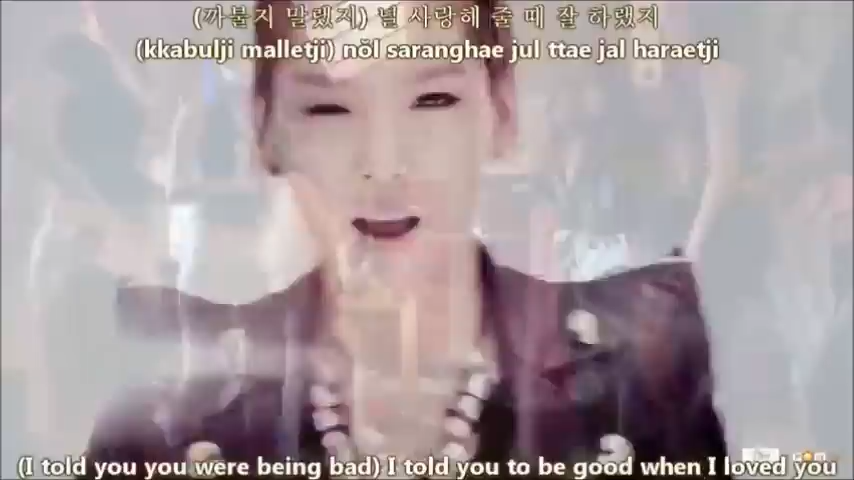 (까불지 말랬지) 널 사랑해 줄 때 잘 하랬지
(kkabulji malletji) nŏl saranghae jul ttae jal haraetji
(I told you you were being bad) I told you to be good when I loved you